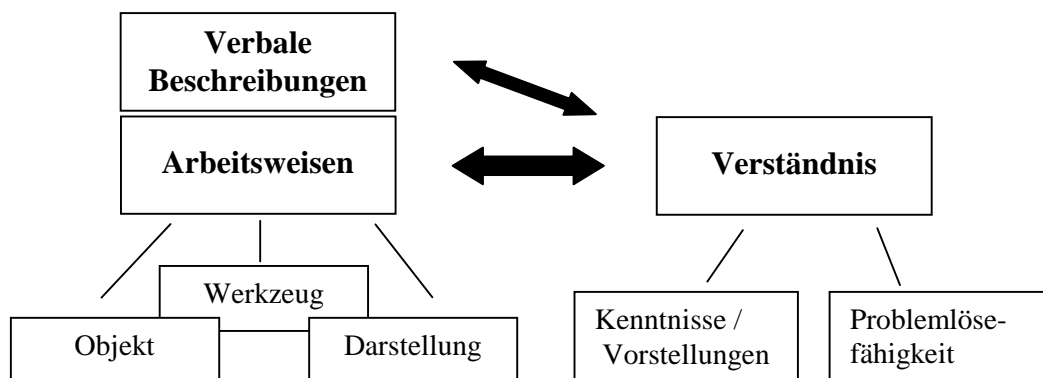 Verbale
Beschreibungen
Arbeitsweisen
Verständnis
Werkzeug
Objekt
Darstellung
Kenntnisse /
Vorstellungen
Problemlöse-
fähigkeit